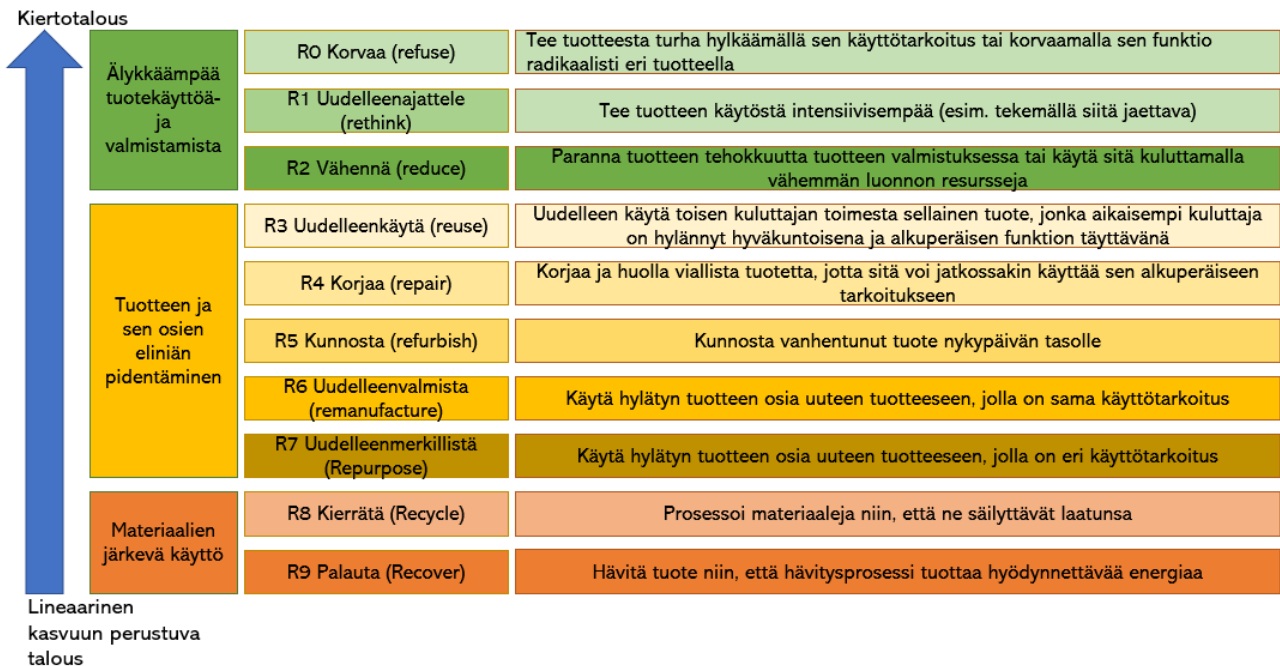 Kiertotalous
Älykkäämpää
tuotekäyttöä-
ja
valmistamista
R0 Korvaa (refuse)
Tee tuotteesta turha hylkäämällä sen käyttötarkoitus tai korvaamalla sen funktio
radikaalisti eri tuotteella
R1 Uudelleenajattele
(rethink)
Tee tuotteen käytöstä intensiivisempää (esim. tekemällä siitä jaettava)
R2 Vähennä (reduce)
Paranna tuotteen tehokkuutta tuotteen valmistuksessa tai käytä sitä kuluttamalla
vähemmän luonnon resursseja
Tuotteen ja
sen osien
eliniän
pidentäminen
R3 Uudelleenkäytä (reuse)
Uudelleen käytä toisen kuluttajan toimesta sellainen tuote, jonka aikaisempi kuluttaja
on hylännyt hyväkuntoisena ja alkuperäisen funktion täyttävänä
R4 Korjaa (repair)
Korjaa ja huolla viallista tuotetta, jotta sitä voi jatkossakin käyttää sen alkuperäiseen
tarkoitukseen
R5 Kunnosta (refurbish)
Kunnosta vanhentunut tuote nykypäivän tasolle
R6 Uudelleenvalmista
(remanufacture)
Käytä hylätyn tuotteen osia uuteen tuotteeseen, jolla on sama käyttötarkoitus
R7 Uudelleenmerkillistä
(Repurpose)
Käytä hylätyn tuotteen osia uuteen tuotteeseen, jolla on eri käyttötarkoitus
Materiaalien
järkevä käyttö
R8 Kierrätä (Recycle)
Prosessoi materiaaleja niin, että ne säilyttävät laatunsa
R9 Palauta (Recover)
Hävitä tuote niin, että hävitysprosessi tuottaa hyödynnettävää energiaa
Lineaarinen
kasvuun perustuva
talous